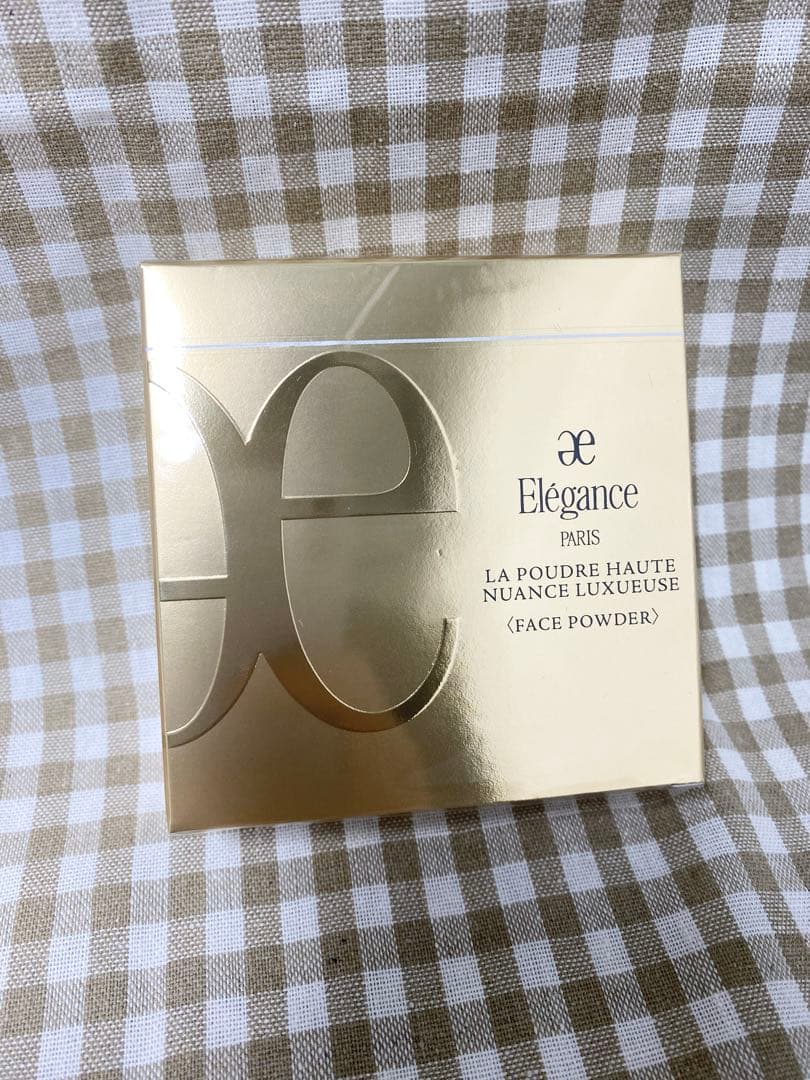 æ
Elégance
PARIS
LA POUDRE HAUTE
NUANCE LUXUEUSE
〈FACE POWDER〉